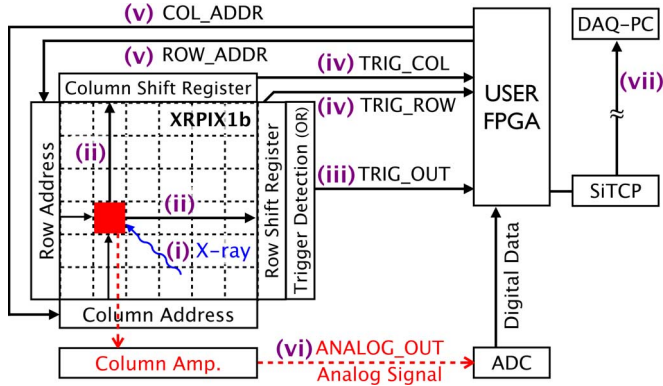 (v) COL_ADDR
DAQ-PC
(v) ROW_ADDR
(iv) TRIG_COL
(vii)
Column Shift Register
USER
FPGA
(iv) TRIG_ROW
XRPIX1b
(ii)
Row Address
Row Shift Register
Trigger Detection (OR)
(iii) TRIG_OUT
SiTCP
(ii)
(i) X-ray
Digital Data
Column Address
(vi) ANALOG_OUT
Column Amp.
Analog Signal
ADC